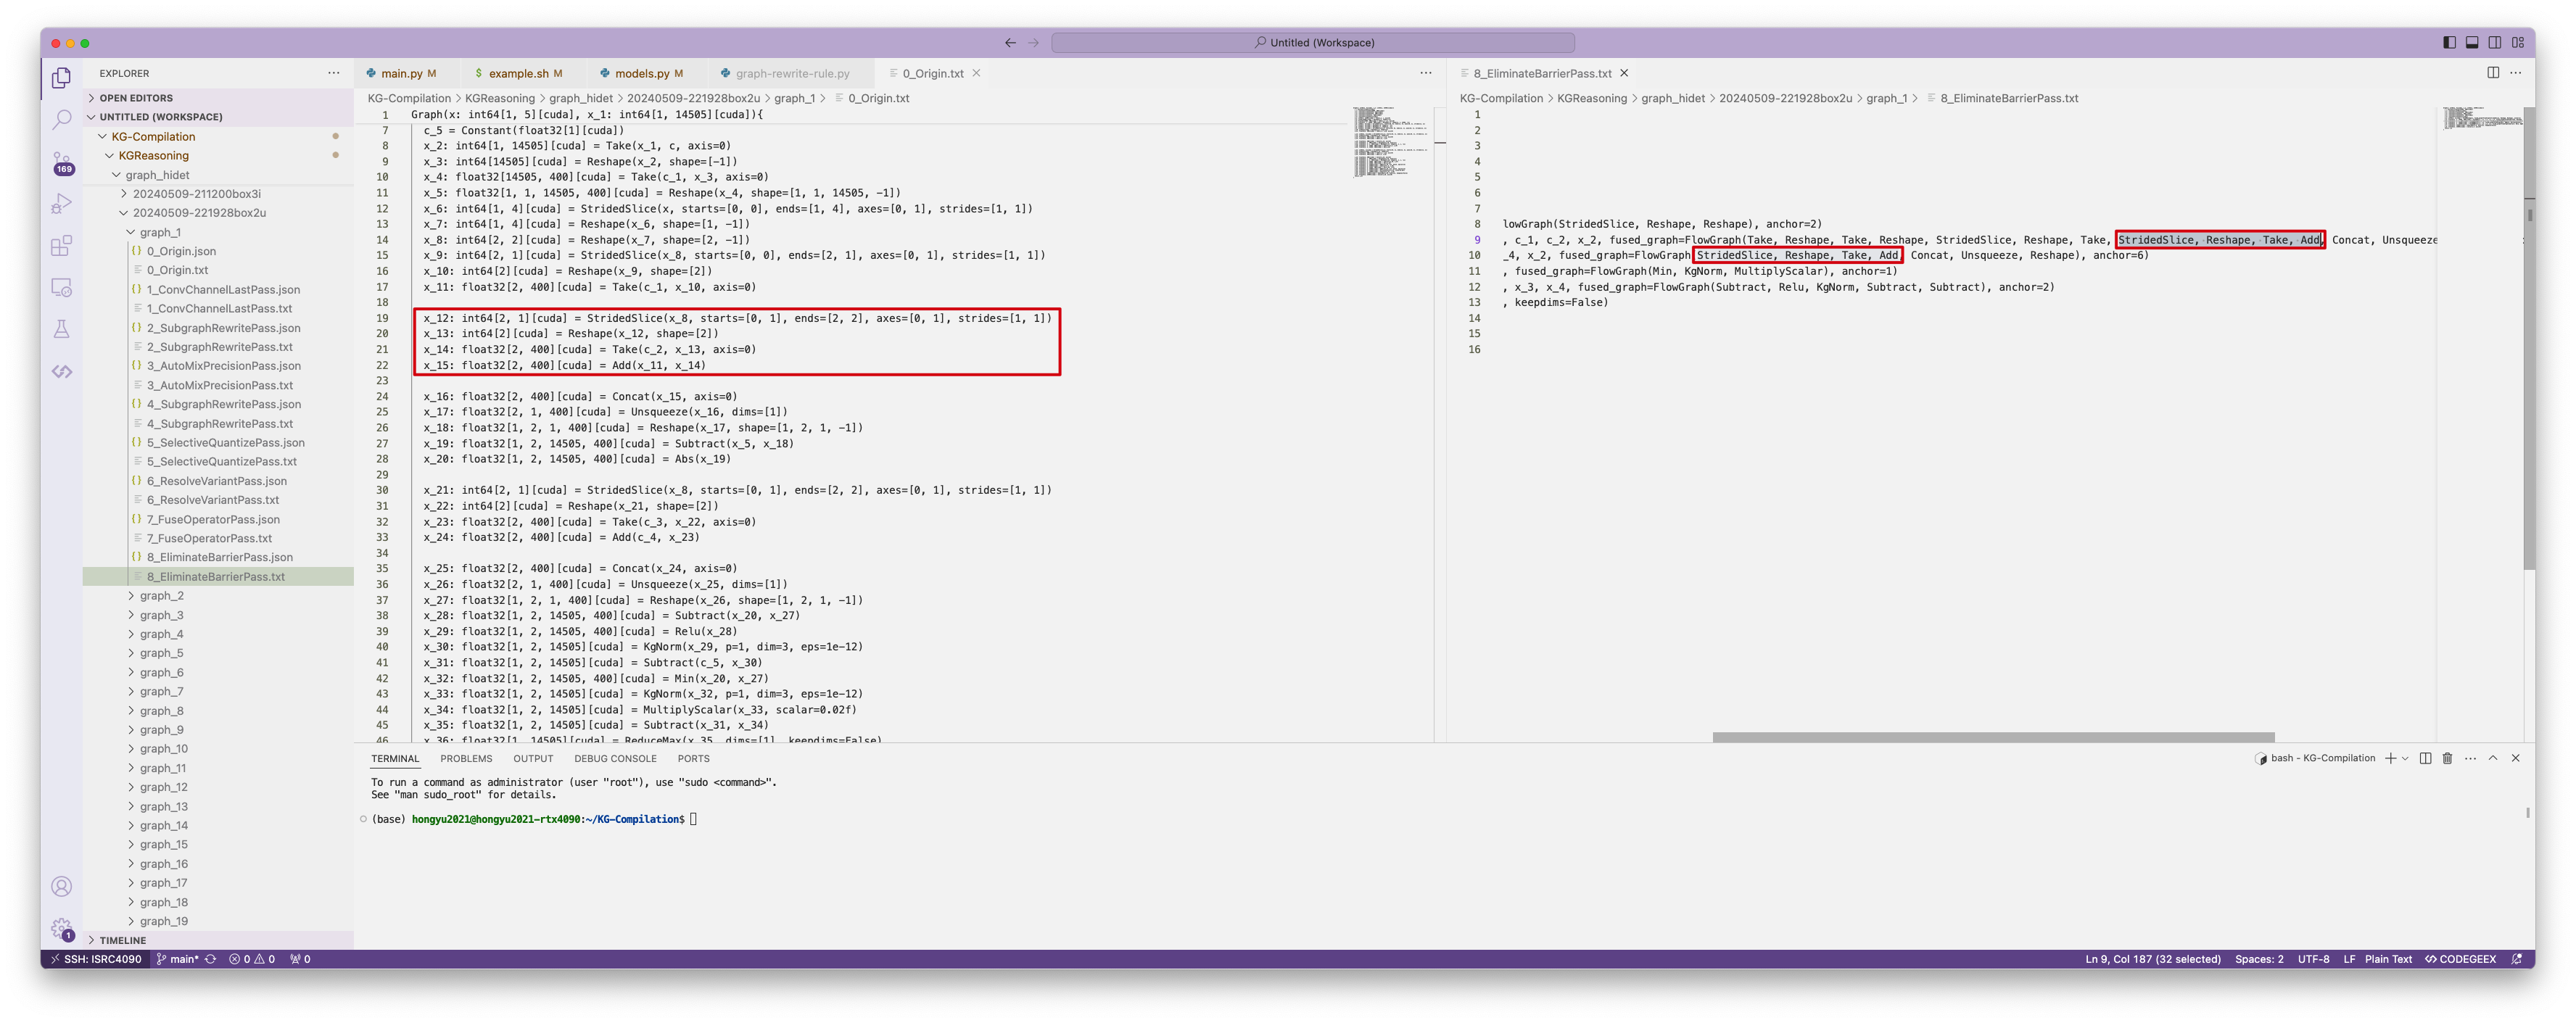 Untitled (Workspace)
EXPLORER
OPEN EDITORS
UNTITLED (WORKSPACE)
KG-Compilation
KGReasoning
graph_hidet
20240509-211200box3i
20240509-221928box2u
graph_1
0_Origin.json
0_Origin.txt
1_ConvChannelLastPass.json
1_ConvChannelLastPass.txt
2_SubgraphRewritePass.json
2_SubgraphRewritePass.txt
3_AutoMixPrecisionPass.json
3_AutoMixPrecisionPass.txt
4_SubgraphRewritePass.json
4_SubgraphRewritePass.txt
5_SelectiveQuantizePass.json
5_SelectiveQuantizePass.txt
6_ResolveVariantPass.json
6_ResolveVariantPass.txt
7_FuseOperatorPass.json
7_FuseOperatorPass.txt
8_EliminateBarrierPass.json
8_EliminateBarrierPass.txt
graph_2
graph_3
graph_4
graph_5
graph_6
graph_7
graph_8
graph_9
graph_10
graph_11
graph_12
graph_13
graph_14
graph_15
graph_16
graph_17
graph_18
graph_19
TIMELINE
169
1
main.py M
$ example.sh M
models.py M
graph-rewrite-rule.py
0_Origin.txt
KG-Compilation > KGReasoning > graph_hidet > 20240509-221928box2u > graph_1 > 0_Origin.txt
1 Graph(x: int64[1, 5][cuda], x_1: int64[1, 14505][cuda]){
7 c_5 = Constant(float32[1][cuda])
8 x_2: int64[1, 14505][cuda] = Take(x_1, c, axis=0)
9 x_3: int64[14505][cuda] = Reshape(x_2, shape=[-1])
10 x_4: float32[14505, 400][cuda] = Take(c_1, x_3, axis=0)
11 x_5: float32[1, 1, 14505, 400][cuda] = Reshape(x_4, shape=[1, 1, 14505, -1])
12 x_6: int64[1, 4][cuda] = StridedSlice(x, starts=[0, 0], ends=[1, 4], axes=[0, 1], strides=[1, 1])
13 x_7: int64[1, 4][cuda] = Reshape(x_6, shape=[1, -1])
14 x_8: int64[2, 2][cuda] = Reshape(x_7, shape=[2, -1])
15 x_9: int64[2, 1][cuda] = StridedSlice(x_8, starts=[0, 0], ends=[2, 1], axes=[0, 1], strides=[1, 1])
16 x_10: int64[2][cuda] = Reshape(x_9, shape=[2])
17 x_11: float32[2, 400][cuda] = Take(c_1, x_10, axis=0)
18
19 x_12: int64[2, 1][cuda] = StridedSlice(x_8, starts=[0, 1], ends=[2, 2], axes=[0, 1], strides=[1, 1])
20 x_13: int64[2][cuda] = Reshape(x_12, shape=[2])
21 x_14: float32[2, 400][cuda] = Take(c_2, x_13, axis=0)
22 x_15: float32[2, 400][cuda] = Add(x_11, x_14)
23
24 x_16: float32[2, 400][cuda] = Concat(x_15, axis=0)
25 x_17: float32[2, 1, 400][cuda] = Unsqueeze(x_16, dims=[1])
26 x_18: float32[1, 2, 1, 400][cuda] = Reshape(x_17, shape=[1, 2, 1, -1])
27 x_19: float32[1, 2, 14505, 400][cuda] = Subtract(x_5, x_18)
28 x_20: float32[1, 2, 14505, 400][cuda] = Abs(x_19)
29
30 x_21: int64[2, 1][cuda] = StridedSlice(x_8, starts=[0, 1], ends=[2, 2], axes=[0, 1], strides=[1, 1])
31 x_22: int64[2][cuda] = Reshape(x_21, shape=[2])
32 x_23: float32[2, 400][cuda] = Take(c_3, x_22, axis=0)
33 x_24: float32[2, 400][cuda] = Add(c_4, x_23)
34
35 x_25: float32[2, 400][cuda] = Concat(x_24, axis=0)
36 x_26: float32[2, 1, 400][cuda] = Unsqueeze(x_25, dims=[1])
37 x_27: float32[1, 2, 1, 400][cuda] = Reshape(x_26, shape=[1, 2, 1, -1])
38 x_28: float32[1, 2, 14505, 400][cuda] = Subtract(x_20, x_27)
39 x_29: float32[1, 2, 14505, 400][cuda] = Relu(x_28)
40 x_30: float32[1, 2, 14505][cuda] = KgNorm(x_29, p=1, dim=3, eps=1e-12)
41 x_31: float32[1, 2, 14505][cuda] = Subtract(c_5, x_30)
42 x_32: float32[1, 2, 14505, 400][cuda] = Min(x_20, x_27)
43 x_33: float32[1, 2, 14505][cuda] = KgNorm(x_32, p=1, dim=3, eps=1e-12)
44 x_34: float32[1, 2, 14505][cuda] = MultiplyScalar(x_33, scalar=0.02f)
45 x_35: float32[1, 2, 14505][cuda] = Subtract(x_31, x_34)
46 x_36: float32[1, 14505][cuda] = ReduceMax(x_35, dims=[1], keepdims=False)
8_EliminateBarrierPass.txt
KG-Compilation > KGReasoning > graph_hidet > 20240509-221928box2u > graph_1 > 8_EliminateBarrierPass.txt
1
2
3
4
5
6
7
8 lowGraph(StridedSlice, Reshape, Reshape), anchor=2)
9 , c_1, c_2, x_2, fused_graph=FlowGraph(Take, Reshape, Take, Reshape, StridedSlice, Reshape, Take, StridedSlice, Reshape, Take, Add, Concat, Unsqueeze
10 _4, x_2, fused_graph=FlowGraph(StridedSlice, Reshape, Take, Add, Concat, Unsqueeze, Reshape), anchor=6)
11 , fused_graph=FlowGraph(Min, KgNorm, MultiplyScalar), anchor=1)
12 , x_3, x_4, fused_graph=FlowGraph(Subtract, Relu, KgNorm, Subtract, Subtract), anchor=2)
13 , keepdims=False)
14
15
16
TERMINAL PROBLEMS OUTPUT DEBUG CONSOLE PORTS
bash - KG-Compilation
To run a command as administrator (user "root"), use "sudo <command>".
See "man sudo_root" for details.
(base) hongyu2021@hongyu2021-rtx4090:~/KG-Compilation$
SSH: ISRC4090 main* 0 0 0
Ln 9, Col 187 (32 selected) Spaces: 2 UTF-8 LF Plain Text CODEGEEX